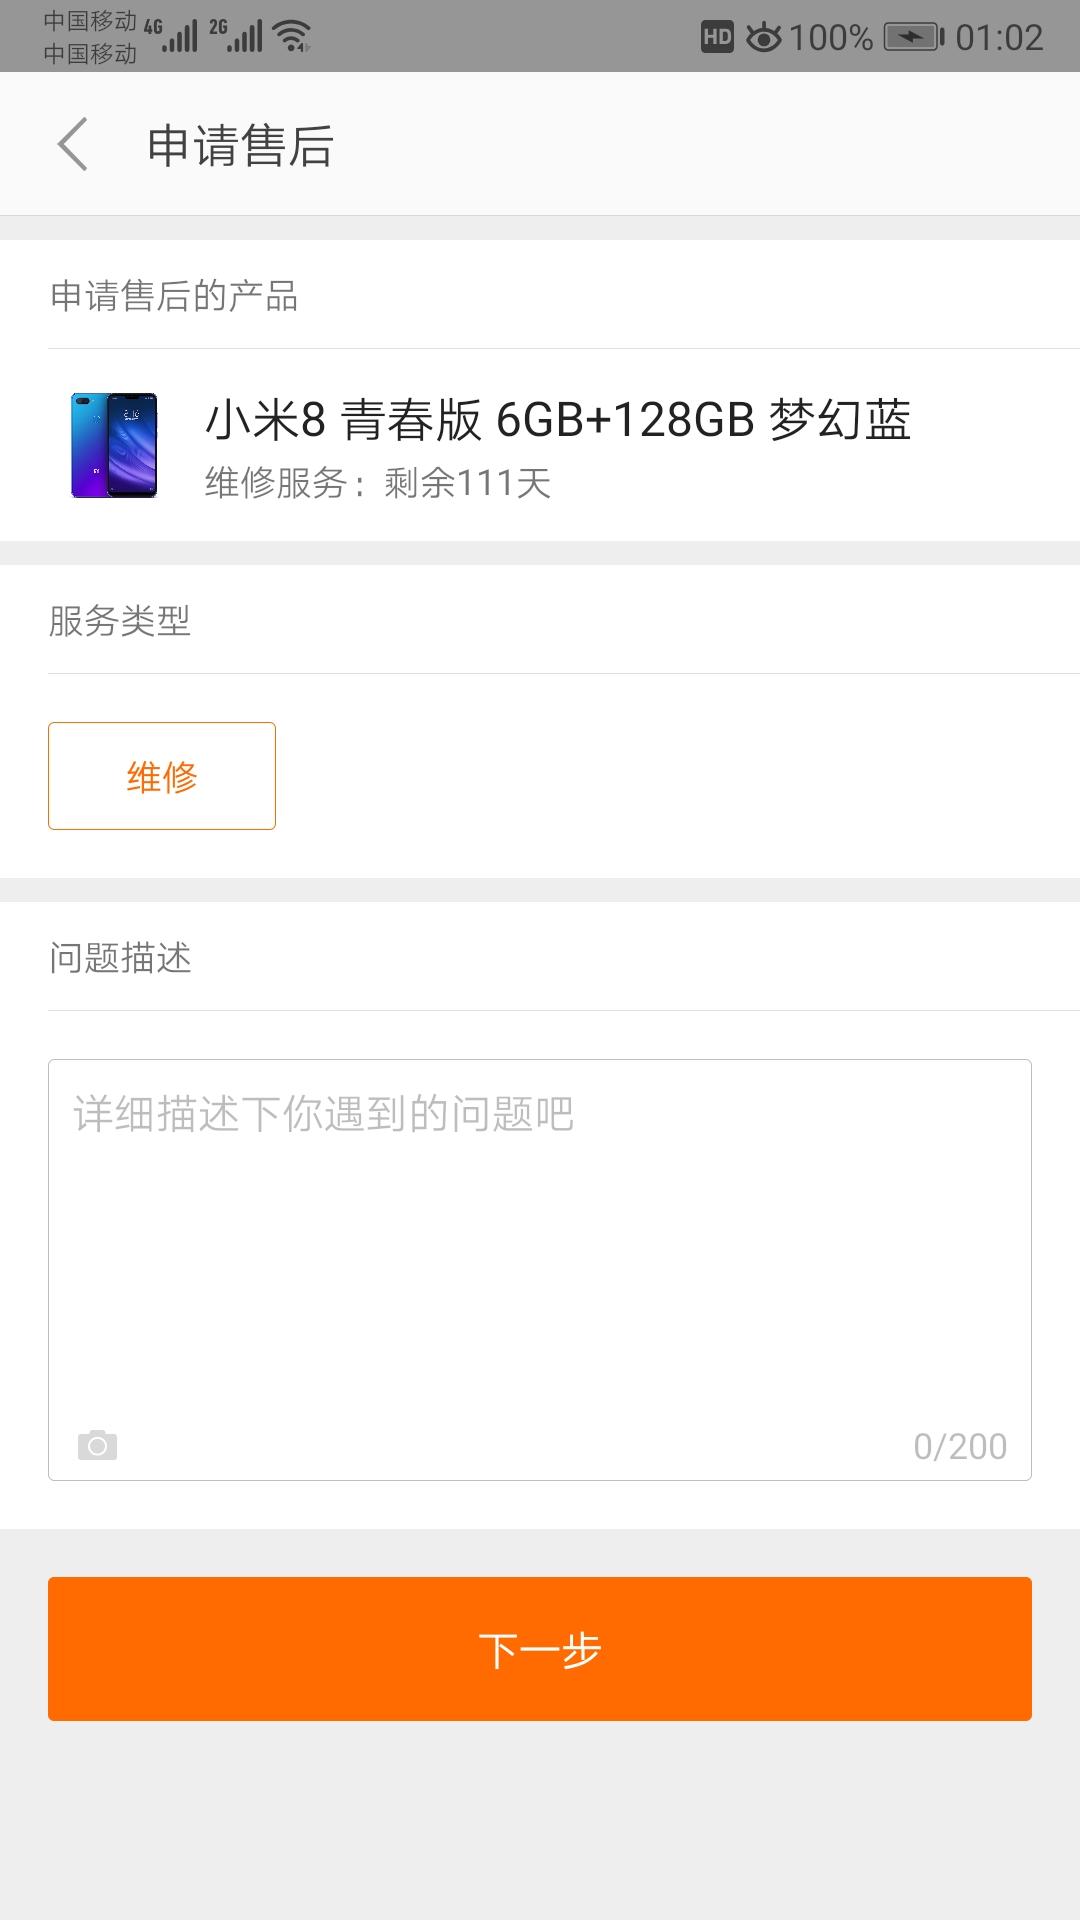 中国移动 4G 2G HD 100% 01:02
中国移动
申请售后
申请售后的产品
小米8 青春版 6GB+128GB 梦幻蓝
维修服务：剩余111天
服务类型
维修
问题描述
详细描述下你遇到的问题吧
0/200
下一步